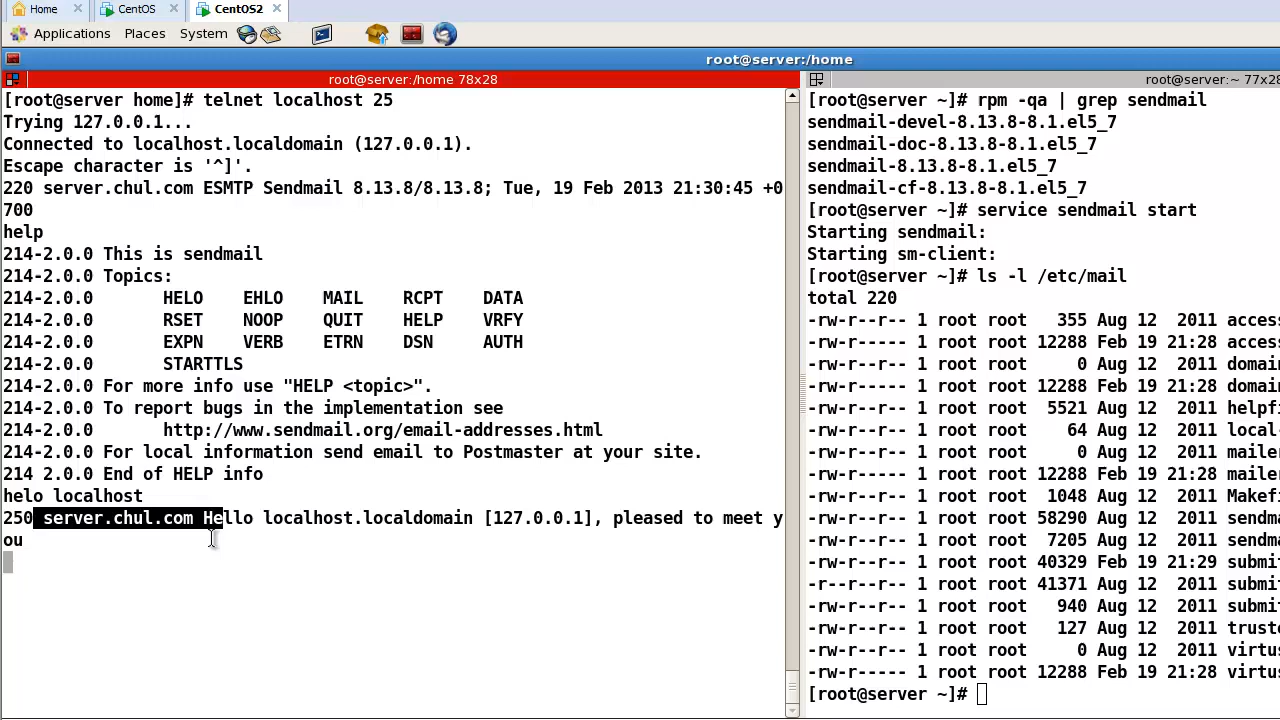 Home CentOS CentOS2
Applications Places System
root@server:/home
root@server:/home 78x28
[root@server home]# telnet localhost 25
Trying 127.0.0.1...
Connected to localhost.localdomain (127.0.0.1).
Escape character is '^]'.
220 server.chul.com ESMTP Sendmail 8.13.8/8.13.8; Tue, 19 Feb 2013 21:30:45 +0
700
help
214-2.0.0 This is sendmail
214-2.0.0 Topics:
214-2.0.0 HELO EHLO MAIL RCPT DATA
214-2.0.0 RSET NOOP QUIT HELP VRFY
214-2.0.0 EXPN VERB ETRN DSN AUTH
214-2.0.0 STARTTLS
214-2.0.0 For more info use "HELP <topic>".
214-2.0.0 To report bugs in the implementation see
214-2.0.0 http://www.sendmail.org/email-addresses.html
214-2.0.0 For local information send email to Postmaster at your site.
214 2.0.0 End of HELP info
helo localhost
250 server.chul.com Hello localhost.localdomain [127.0.0.1], pleased to meet y
ou
root@server:~ 77x28
[root@server ~]# rpm -qa | grep sendmail
sendmail-devel-8.13.8-8.1.el5_7
sendmail-doc-8.13.8-8.1.el5_7
sendmail-8.13.8-8.1.el5_7
sendmail-cf-8.13.8-8.1.el5_7
[root@server ~]# service sendmail start
Starting sendmail:
Starting sm-client:
[root@server ~]# ls -l /etc/mail
total 220
-rw-r--r-- 1 root root 355 Aug 12 2011 acces
-rw-r----- 1 root root 12288 Feb 19 21:28 acces
-rw-r--r-- 1 root root 0 Aug 12 2011 domai
-rw-r----- 1 root root 12288 Feb 19 21:28 domai
-rw-r--r-- 1 root root 5521 Aug 12 2011 helpf
-rw-r--r-- 1 root root 64 Aug 12 2011 local-
-rw-r--r-- 1 root root 0 Aug 12 2011 maile
-rw-r----- 1 root root 12288 Feb 19 21:28 maile
-rw-r--r-- 1 root root 1048 Aug 12 2011 Makef
-rw-r--r-- 1 root root 58290 Aug 12 2011 sendm
-rw-r--r-- 1 root root 7205 Aug 12 2011 sendm
-rw-r--r-- 1 root root 40329 Feb 19 21:29 submi
-r--r--r-- 1 root root 41371 Aug 12 2011 submi
-rw-r--r-- 1 root root 940 Aug 12 2011 submi
-rw-r--r-- 1 root root 127 Aug 12 2011 trust
-rw-r--r-- 1 root root 0 Aug 12 2011 virtu
-rw-r----- 1 root root 12288 Feb 19 21:28 virtu
[root@server ~]#